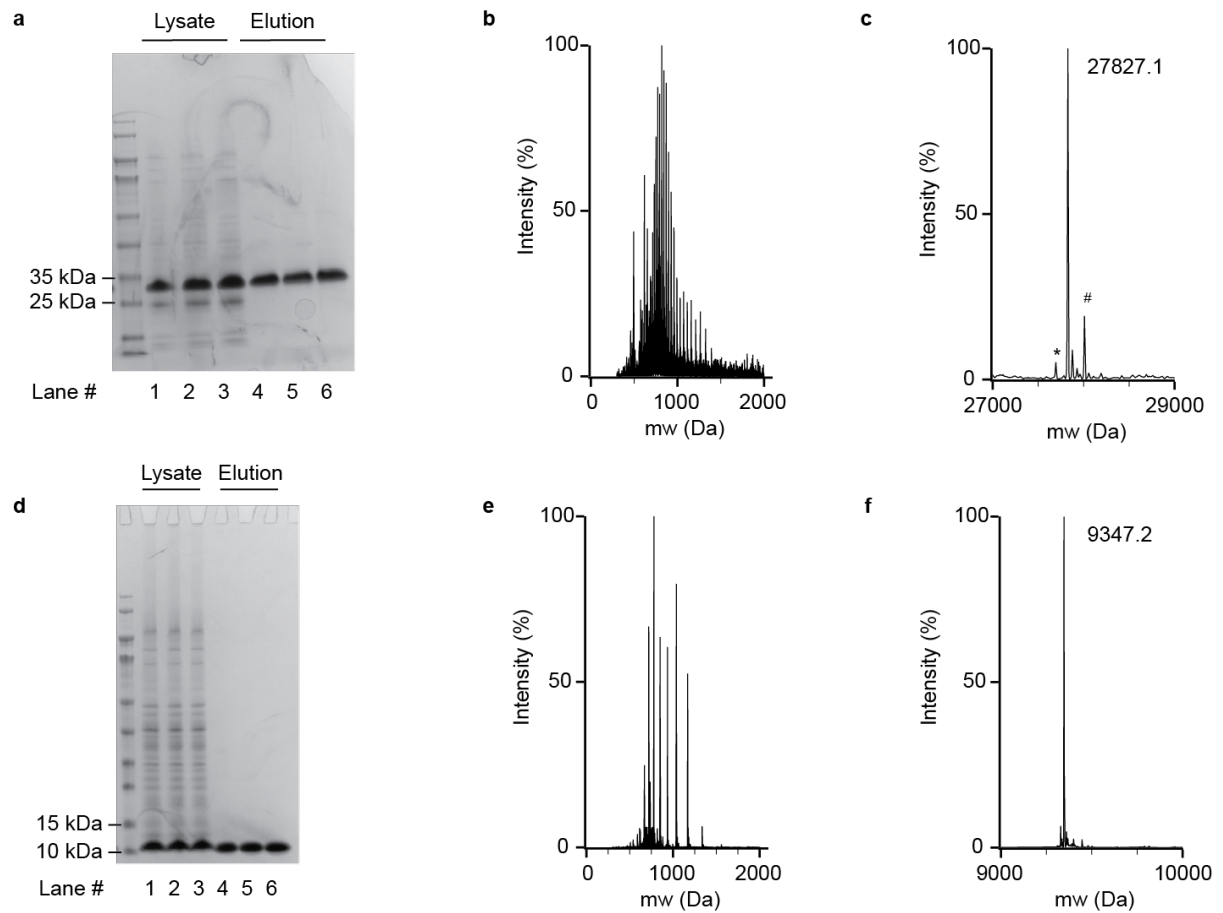 a
Lysate Elution
35 kDa
25 kDa
Lane # 1 2 3 4 5 6
b
100
50
0
Intensity (%)
0 1000 2000
mw (Da)
c
100
50
0
Intensity (%)
27827.1
*
#
27000 29000
mw (Da)
d
Lysate Elution
15 kDa
10 kDa
Lane # 1 2 3 4 5 6
e
100
50
0
Intensity (%)
0 1000 2000
mw (Da)
f
100
50
0
Intensity (%)
9347.2
9000 10000
mw (Da)